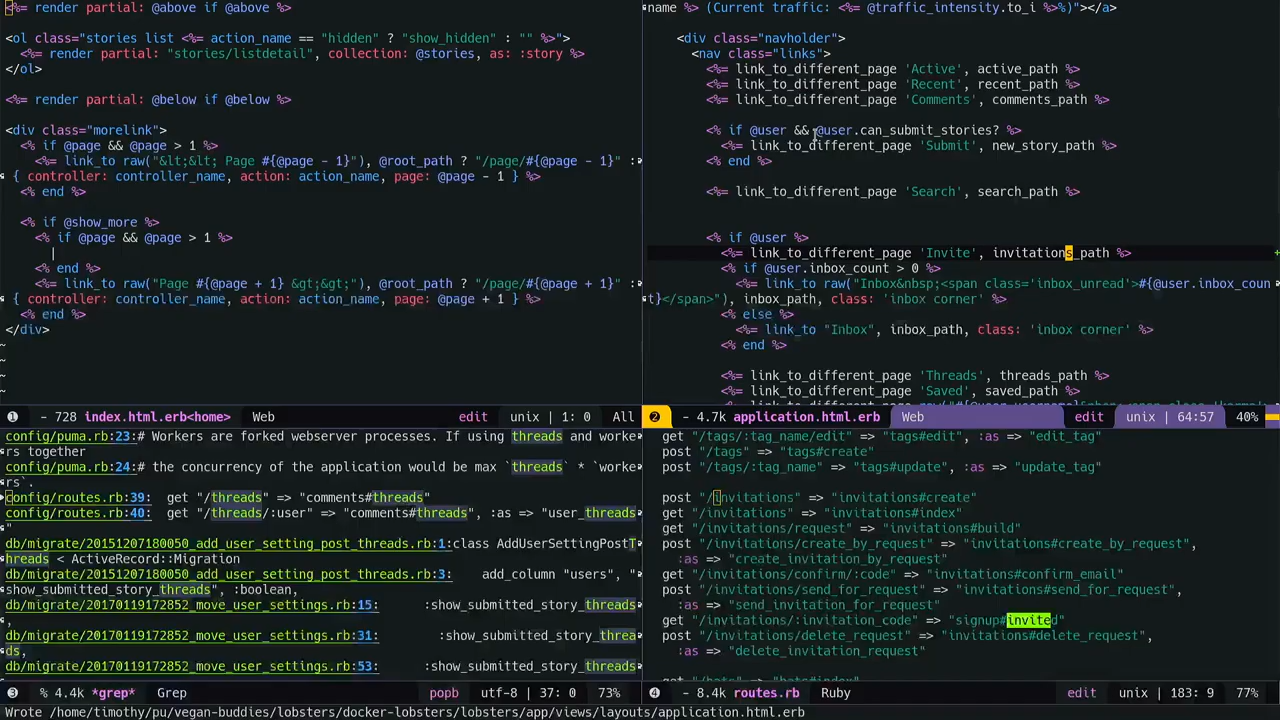 <%= render partial: @above if @above %>
<ol class="stories list <%= action_name == "hidden" ? "show_hidden" : "" %>">
<%= render partial: "stories/listdetail", collection: @stories, as: :story %>
</ol>
<%= render partial: @below if @below %>
<div class="morelink">
<% if @page && @page > 1 %>
<%= link_to raw("&lt;&lt; Page #{@page - 1}"), @root_path ? "/page/#{@page - 1}" :
{ controller: controller_name, action: action_name, page: @page - 1 } %>
<% end %>
<% if @show_more %>
<% if @page && @page > 1 %>
|
<% end %>
<%= link_to raw("Page #{@page + 1} &gt;&gt;"), @root_path ? "/page/#{@page + 1}" :
{ controller: controller_name, action: action_name, page: @page + 1 } %>
<% end %>
</div>
~
~
~
~
❶ - 728 index.html.erb<home> Web edit unix | 1: 0 All
name %> (Current traffic: <%= @traffic_intensity.to_i %>%)"></a>
<div class="navholder">
<nav class="links">
<%= link_to_different_page 'Active', active_path %>
<%= link_to_different_page 'Recent', recent_path %>
<%= link_to_different_page 'Comments', comments_path %>
<% if @user && @user.can_submit_stories? %>
<%= link_to_different_page 'Submit', new_story_path %>
<% end %>
<%= link_to_different_page 'Search', search_path %>
<% if @user %>
<%= link_to_different_page 'Invite', invitations_path %>
<% if @user.inbox_count > 0 %>
<%= link_to raw("Inbox&nbsp;<span class='inbox_unread'>#{@user.inbox_coun
t}</span>"), inbox_path, class: 'inbox corner' %>
<% else %>
<%= link_to "Inbox", inbox_path, class: 'inbox corner' %>
<% end %>
<%= link_to_different_page 'Threads', threads_path %>
<%= link_to_different_page 'Saved', saved_path %>
❷ - 4.7k application.html.erb Web edit unix | 64:57 40%
config/puma.rb:23:# Workers are forked webserver processes. If using threads and worke
rs together
config/puma.rb:24:# the concurrency of the application would be max `threads` * `worke
rs`.
config/routes.rb:39: get "/threads" => "comments#threads"
config/routes.rb:40: get "/threads/:user" => "comments#threads", :as => "user_threads
"
db/migrate/20151207180050_add_user_setting_post_threads.rb:1:class AddUserSettingPostT
hreads < ActiveRecord::Migration
db/migrate/20151207180050_add_user_setting_post_threads.rb:3: add_column "users", "
show_submitted_story_threads", :boolean,
db/migrate/20170119172852_move_user_settings.rb:15: :show_submitted_story_threads
,
db/migrate/20170119172852_move_user_settings.rb:31: :show_submitted_story_threa
ds,
db/migrate/20170119172852_move_user_settings.rb:53: :show_submitted_story_threads
❸ % 4.4k *grep* Grep popb utf-8 | 37: 0 73%
get "/tags/:tag_name/edit" => "tags#edit", :as => "edit_tag"
post "/tags" => "tags#create"
post "/tags/:tag_name" => "tags#update", :as => "update_tag"
post "/invitations" => "invitations#create"
get "/invitations" => "invitations#index"
get "/invitations/request" => "invitations#build"
post "/invitations/create_by_request" => "invitations#create_by_request",
:as => "create_invitation_by_request"
get "/invitations/confirm/:code" => "invitations#confirm_email"
post "/invitations/send_for_request" => "invitations#send_for_request",
:as => "send_invitation_for_request"
get "/invitations/:invitation_code" => "signup#invited"
post "/invitations/delete_request" => "invitations#delete_request",
:as => "delete_invitation_request"
get "/hats" => "hats#index"
❹ - 8.4k routes.rb Ruby edit unix | 183: 9 77%
Wrote /home/timothy/pu/vegan-buddies/lobsters/docker-lobsters/lobsters/app/views/layouts/application.html.erb